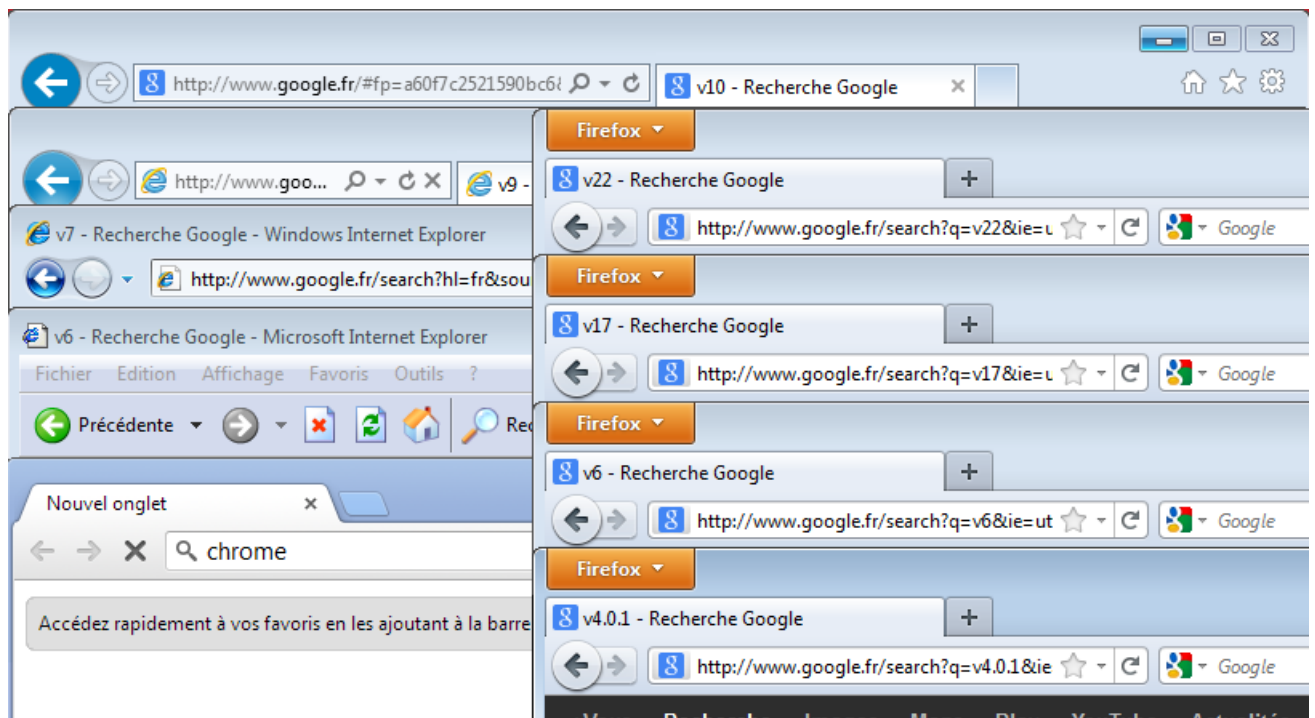 http://www.google.fr/#fp=a60f7c2521590bc6&
v10 - Recherche Google
http://www.goo...
v9 -
v7 - Recherche Google - Windows Internet Explorer
http://www.google.fr/search?hl=fr&sou
v6 - Recherche Google - Microsoft Internet Explorer
Fichier Edition Affichage Favoris Outils ?
Précédente
Rec
Nouvel onglet
chrome
Accédez rapidement à vos favoris en les ajoutant à la barre
Firefox
v22 - Recherche Google
http://www.google.fr/search?q=v22&ie=u
Google
Firefox
v17 - Recherche Google
http://www.google.fr/search?q=v17&ie=u
Google
Firefox
v6 - Recherche Google
http://www.google.fr/search?q=v6&ie=ut
Google
Firefox
v4.0.1 - Recherche Google
http://www.google.fr/search?q=v4.0.1&ie
Google